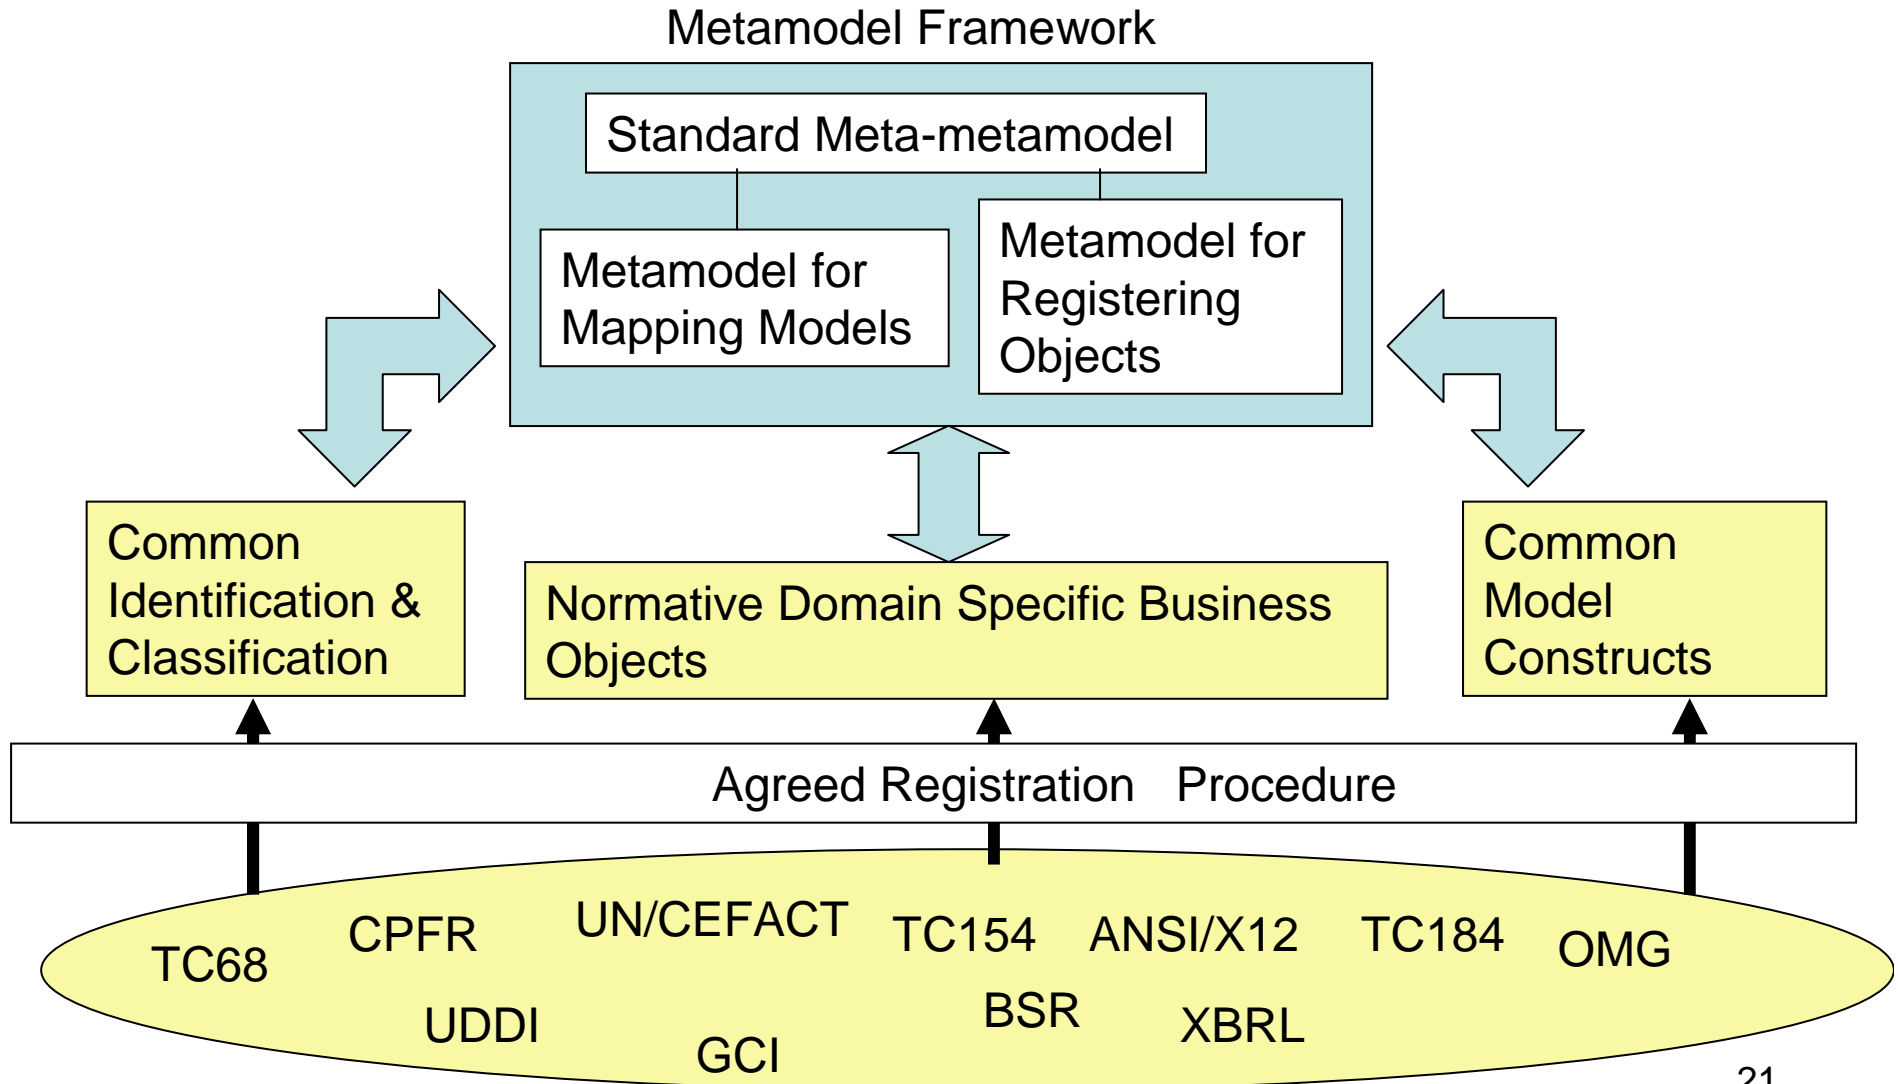 Metamodel Framework
Standard Meta-metamodel
Metamodel for
Mapping Models
Metamodel for
Registering
Objects
Common
Identification &
Classification
Normative Domain Specific Business
Objects
Common
Model
Constructs
Agreed Registration Procedure
TC68
CPFR
UN/CEFACT
TC154
ANSI/X12
TC184
OMG
UDDI
GCI
BSR
XBRL
21